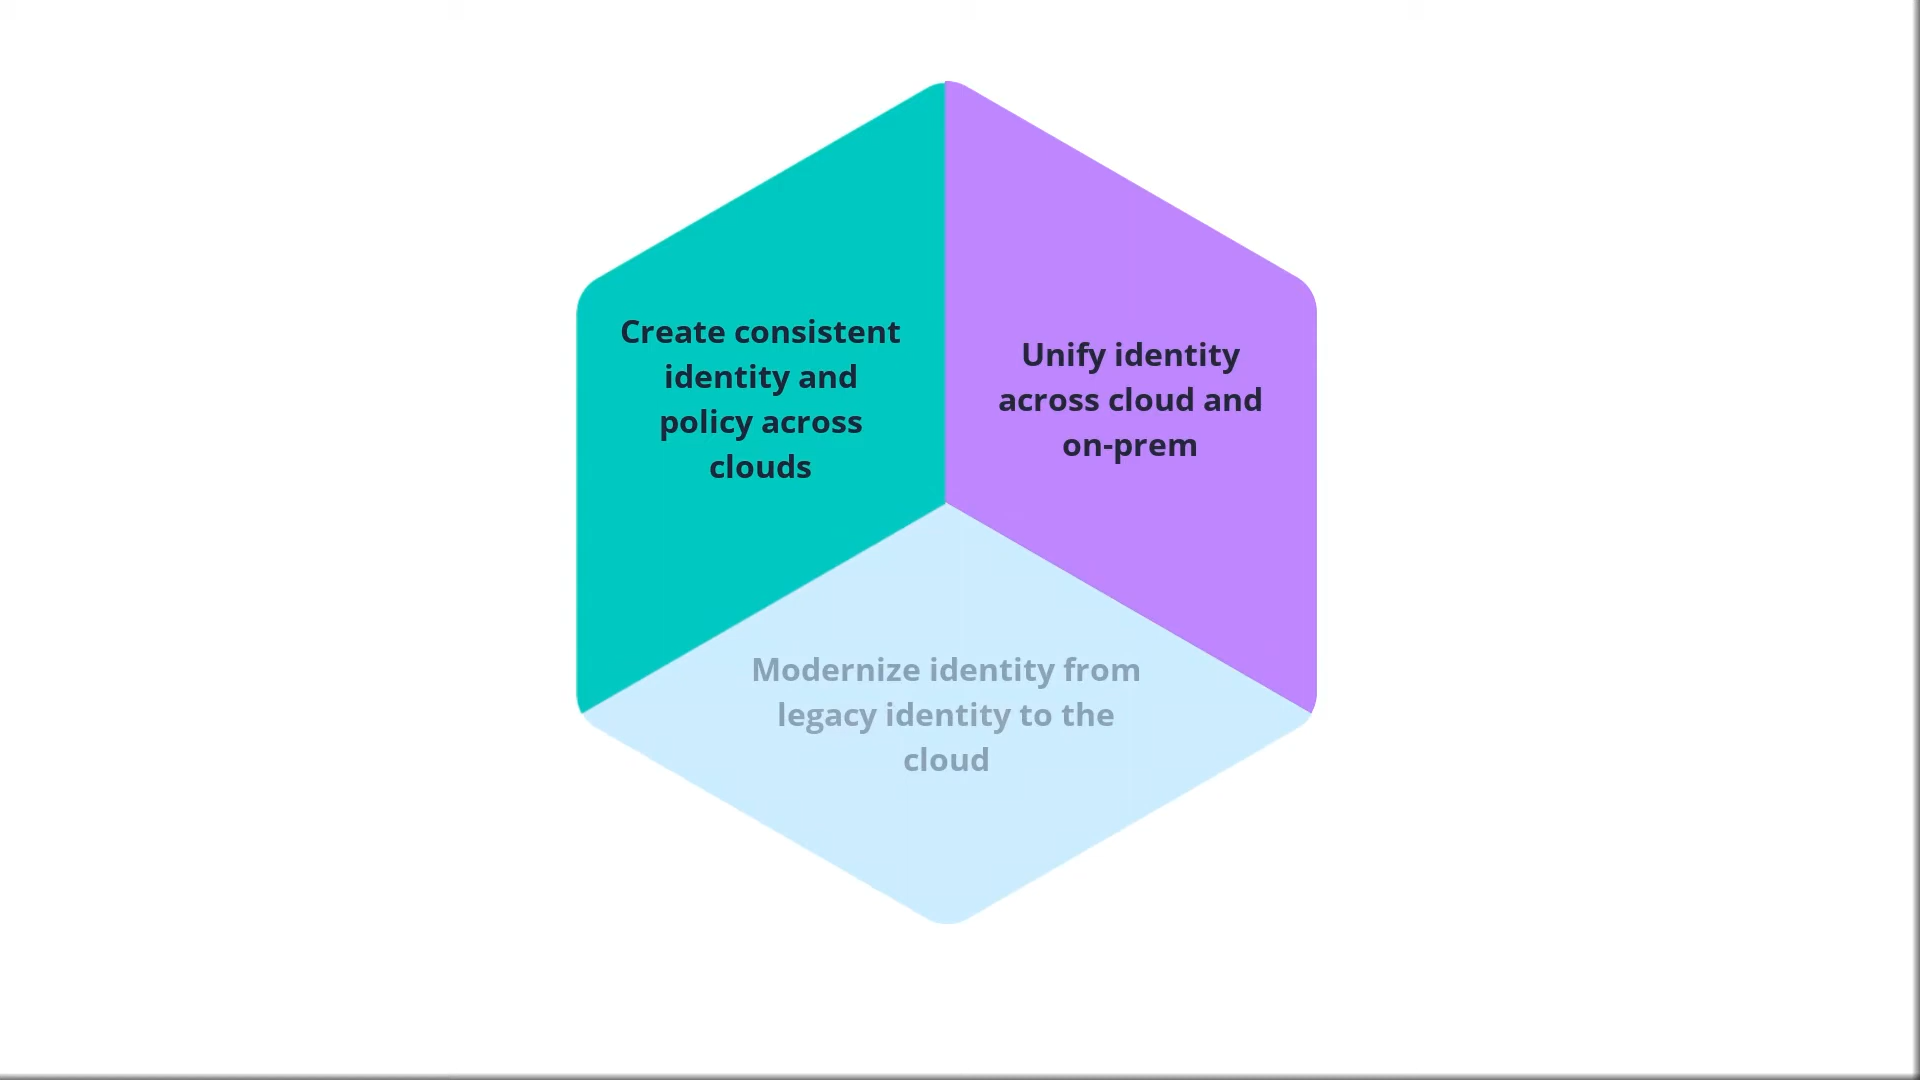 Create consistent
identity and
policy across
clouds
Unify identity
across cloud and
on-prem
Modernize identity from
legacy identity to the
cloud